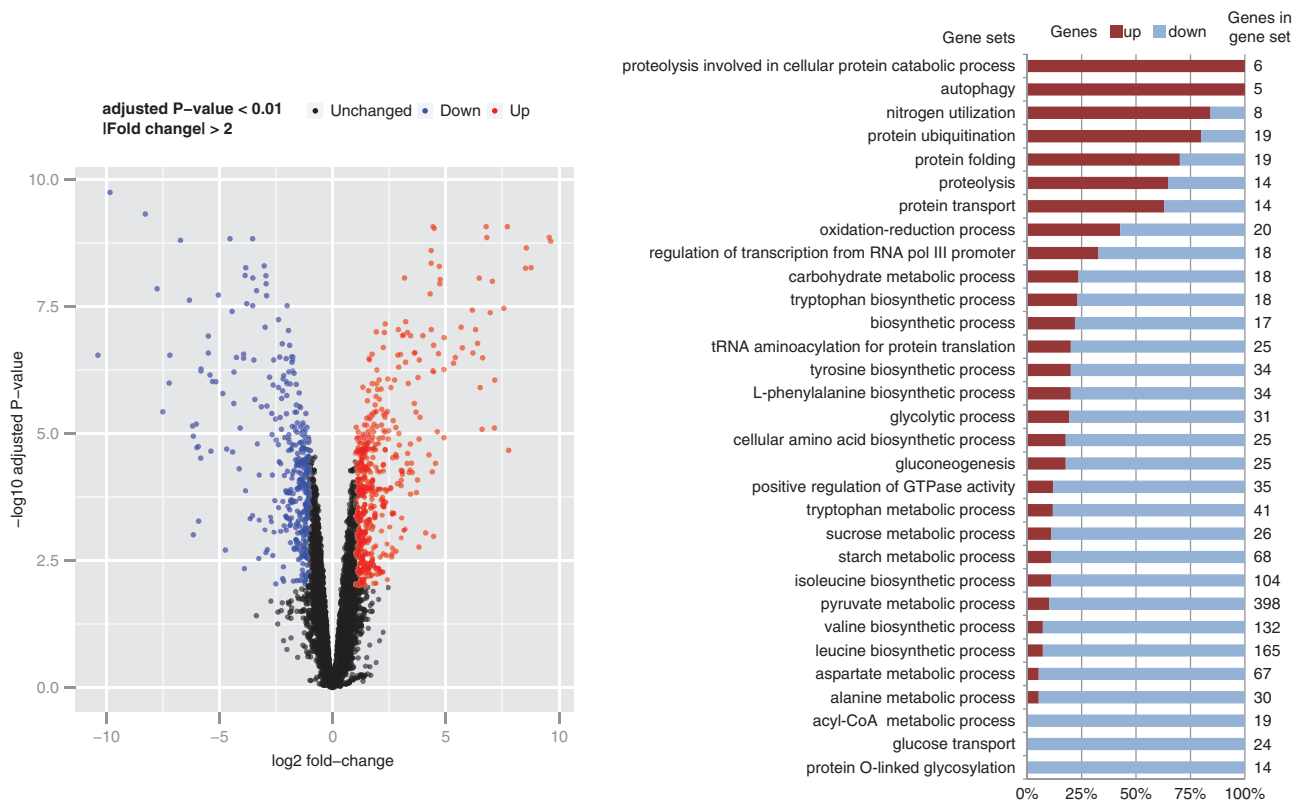 adjusted P−value < 0.01
|Fold change| > 2
Unchanged Down Up
10.0
7.5
5.0
2.5
0.0
−log10 adjusted P−value
−10 −5 0 5 10
log2 fold−change
Gene sets Genes up down Genes in
gene set
proteolysis involved in cellular protein catabolic process 6
autophagy 5
nitrogen utilization 8
protein ubiquitination 19
protein folding 19
proteolysis 14
protein transport 14
oxidation-reduction process 20
regulation of transcription from RNA pol III promoter 18
carbohydrate metabolic process 18
tryptophan biosynthetic process 18
biosynthetic process 17
tRNA aminoacylation for protein translation 25
tyrosine biosynthetic process 34
L-phenylalanine biosynthetic process 34
glycolytic process 31
cellular amino acid biosynthetic process 25
gluconeogenesis 25
positive regulation of GTPase activity 35
tryptophan metabolic process 41
sucrose metabolic process 26
starch metabolic process 68
isoleucine biosynthetic process 104
pyruvate metabolic process 398
valine biosynthetic process 132
leucine biosynthetic process 165
aspartate metabolic process 67
alanine metabolic process 30
acyl-CoA metabolic process 19
glucose transport 24
protein O-linked glycosylation 14
0% 25% 50% 75% 100%